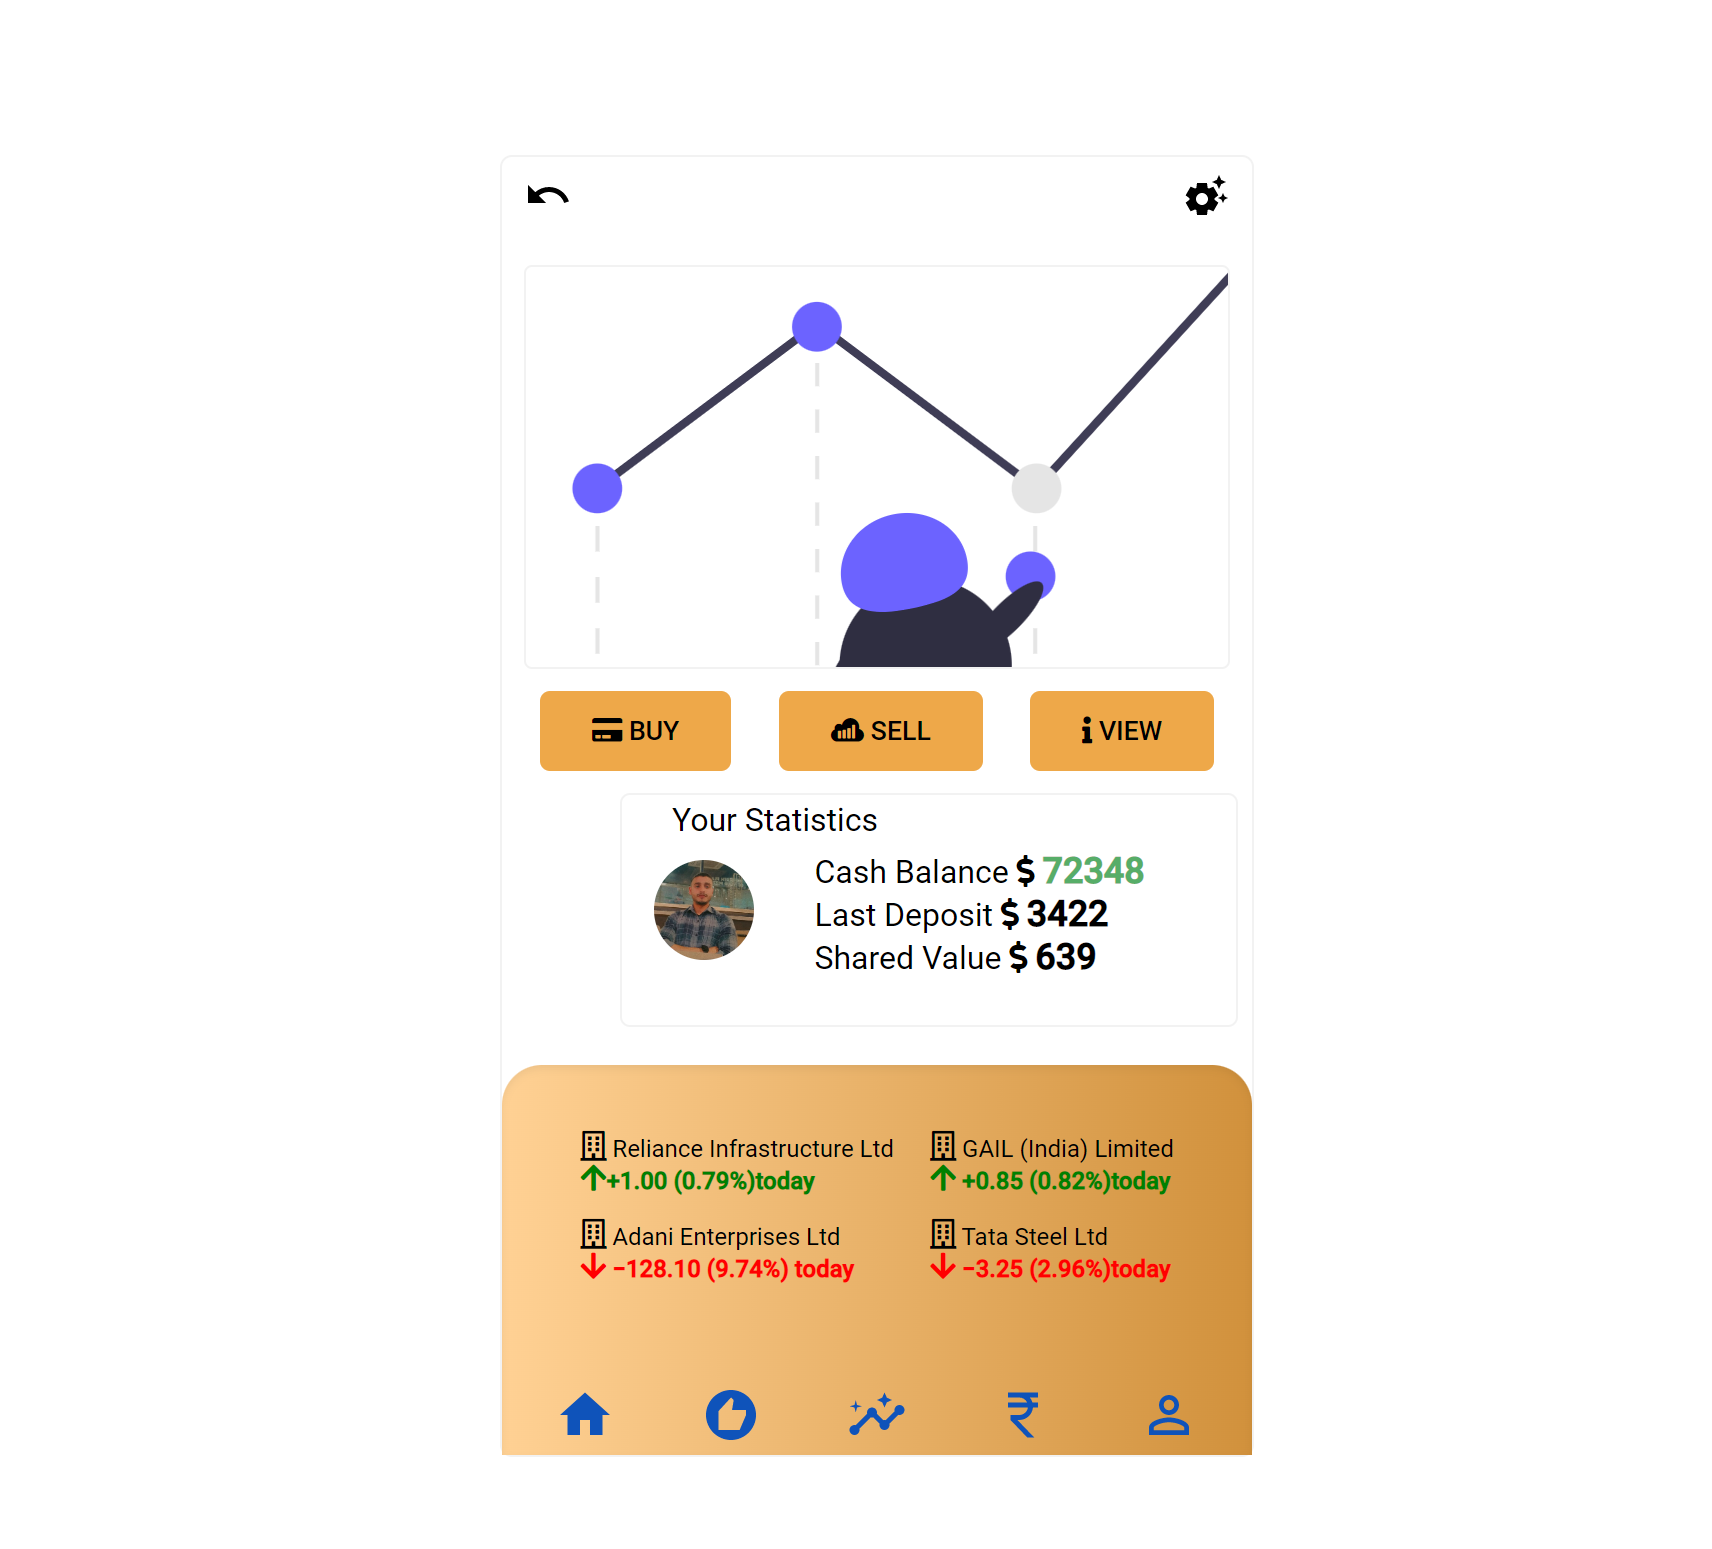 BUY
SELL
VIEW
Your Statistics
Cash Balance $ 72348
Last Deposit $ 3422
Shared Value $ 639
Reliance Infrastructure Ltd
+1.00 (0.79%)today
GAIL (India) Limited
+0.85 (0.82%)today
Adani Enterprises Ltd
−128.10 (9.74%) today
Tata Steel Ltd
−3.25 (2.96%)today
₹